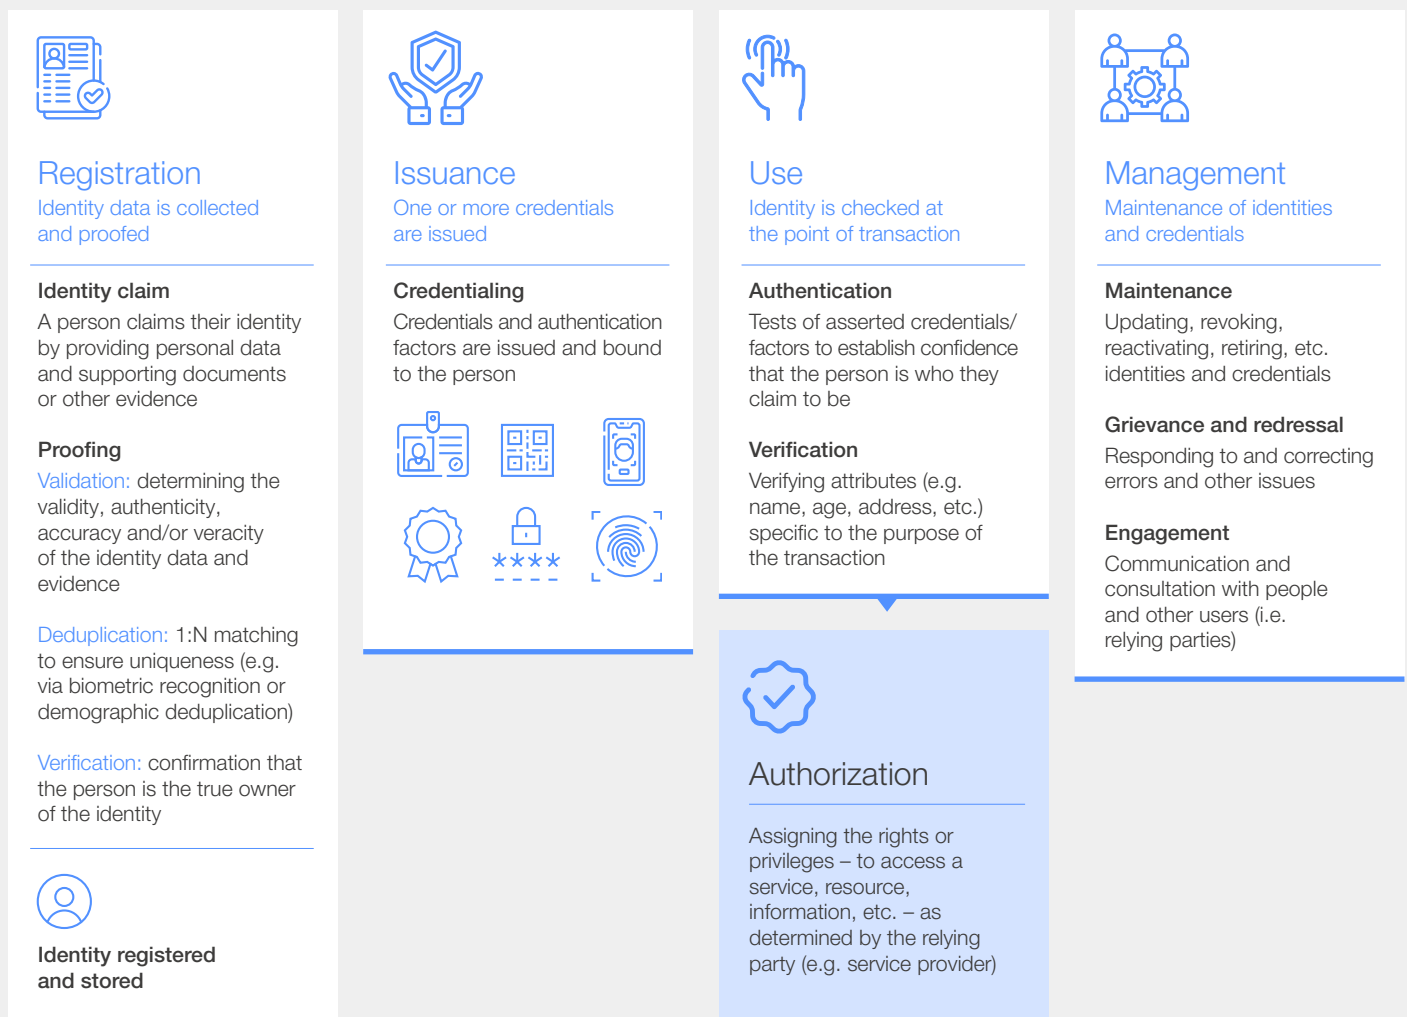 Registration
Identity data is collected
and proofed
Identity claim
A person claims their identity
by providing personal data
and supporting documents
or other evidence
Proofing
Validation: determining the
validity, authenticity,
accuracy and/or veracity
of the identity data and
evidence
Deduplication: 1:N matching
to ensure uniqueness (e.g.
via biometric recognition or
demographic deduplication)
Verification: confirmation that
the person is the true owner
of the identity
Identity registered
and stored
Issuance
One or more credentials
are issued
Credentialing
Credentials and authentication
factors are issued and bound
to the person
****
Use
Identity is checked at
the point of transaction
Authentication
Tests of asserted credentials/
factors to establish confidence
that the person is who they
claim to be
Verification
Verifying attributes (e.g.
name, age, address, etc.)
specific to the purpose of
the transaction
Authorization
Assigning the rights or
privileges – to access a
service, resource,
information, etc. – as
determined by the relying
party (e.g. service provider)
Management
Maintenance of identities
and credentials
Maintenance
Updating, revoking,
reactivating, retiring, etc.
identities and credentials
Grievance and redressal
Responding to and correcting
errors and other issues
Engagement
Communication and
consultation with people
and other users (i.e.
relying parties)